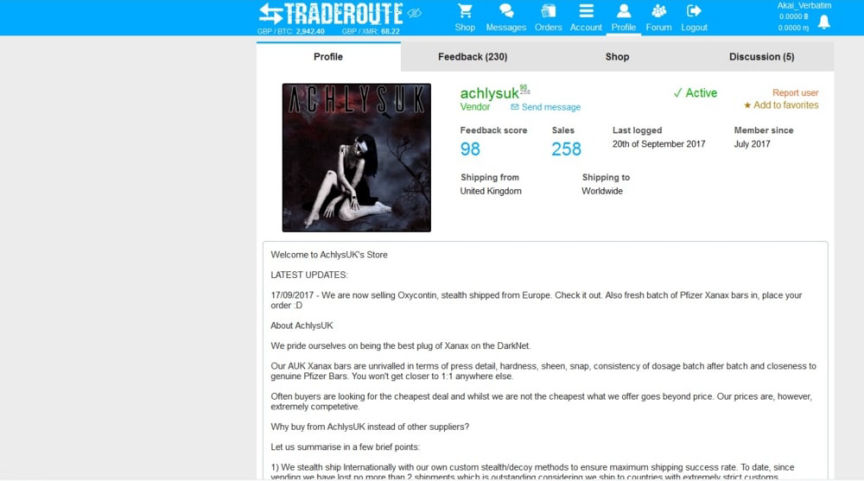 TRADEROUTE
GBP / BTC: 2,942.40 GBP / XMR: 68.22
Shop Messages Orders Account Profile Forum Logout
Akai_Verbatim
0.0000 ฿
0.0000 ɱ
Profile Feedback (230) Shop Discussion (5)
ACHLYSUK
achlysuk 98 258
✓ Active
Report user
Vendor Send message
★ Add to favorites
Feedback score Sales Last logged Member since
98 258 20th of September 2017 July 2017
Shipping from Shipping to
United Kingdom Worldwide
Welcome to AchlysUK's Store
LATEST UPDATES:
17/09/2017 - We are now selling Oxycontin, stealth shipped from Europe. Check it out. Also fresh batch of Pfizer Xanax bars in, place your
order :D
About AchlysUK
We pride ourselves on being the best plug of Xanax on the DarkNet.
Our AUK Xanax bars are unrivalled in terms of press detail, hardness, sheen, snap, consistency of dosage batch after batch and closeness to
genuine Pfizer Bars. You won't get closer to 1:1 anywhere else.
Often buyers are looking for the cheapest deal and whilst we are not the cheapest what we offer goes beyond price. Our prices are, however,
extremely competetive.
Why buy from AchlysUK instead of other suppliers?
Let us summarise in a few brief points:
1) We stealth ship Internationally with our own custom stealth/decoy methods to ensure maximum shipping success rate. To date, since
vending we have lost no more than 2 shipments which is outstanding considering we ship to countries with extremely strict customs